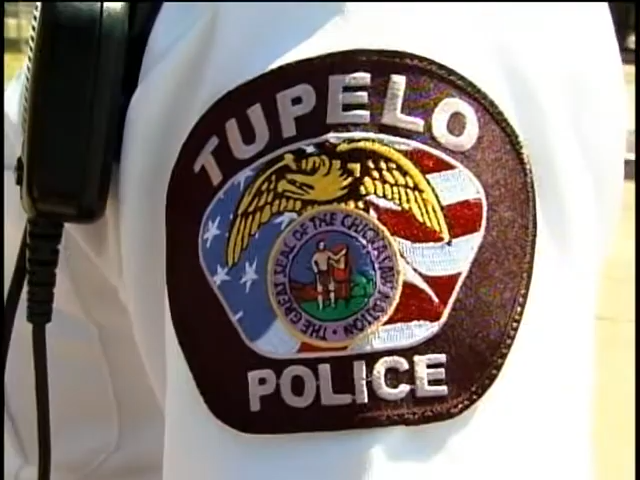 TUPELO
THE GREAT SEAL OF THE CHICKASAW NATION
POLICE